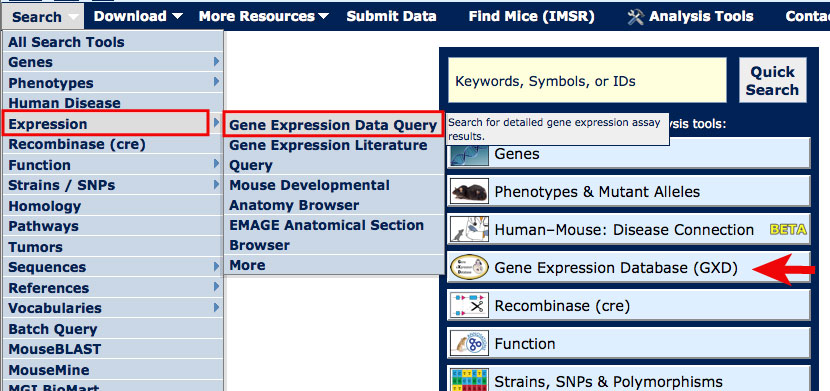 Search
Download
More Resources
Submit Data
Find Mice (IMSR)
Analysis Tools
All Search Tools
Genes
Phenotypes
Human Disease
Expression
Recombinase (cre)
Function
Strains / SNPs
Homology
Pathways
Tumors
Sequences
References
Vocabularies
Batch Query
MouseBLAST
MouseMine
MGI BioMart
Gene Expression Data Query
Gene Expression Literature
Query
Mouse Developmental
Anatomy Browser
EMAGE Anatomical Section
Browser
More
Search for detailed gene expression assay
results.
Keywords, Symbols, or IDs
Quick
Search
tools:
Genes
Phenotypes & Mutant Alleles
Human–Mouse: Disease Connection BETA
Gene Expression Database (GXD)
Recombinase (cre)
Function
Strains, SNPs & Polymorphisms